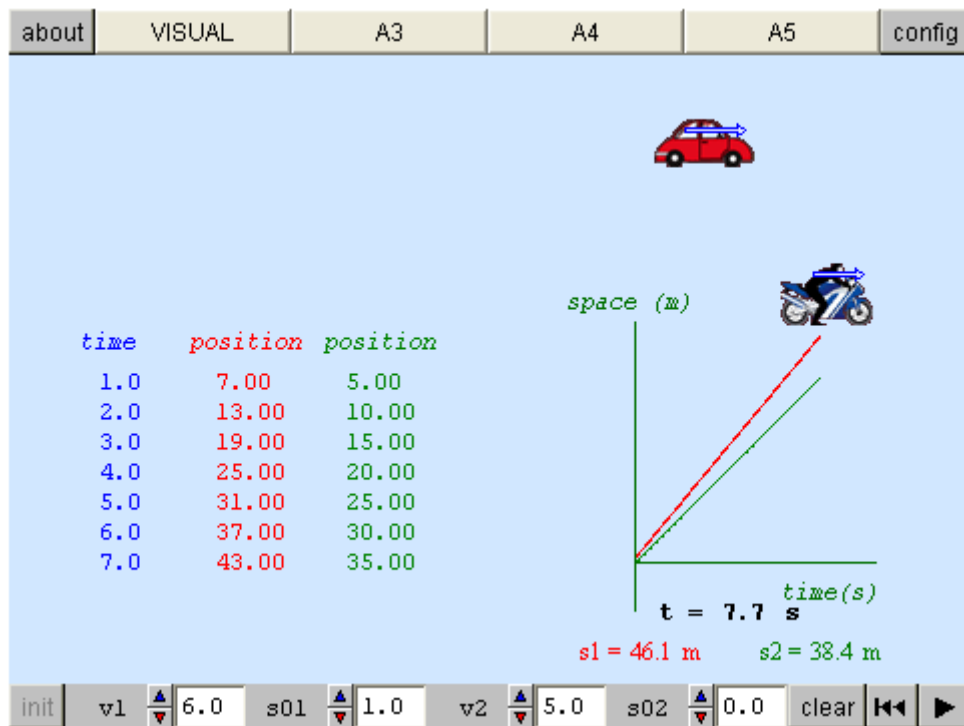 about VISUAL A3 A4 A5 config
space (m)
time position position
1.0 7.00 5.00
2.0 13.00 10.00
3.0 19.00 15.00
4.0 25.00 20.00
5.0 31.00 25.00
6.0 37.00 30.00
7.0 43.00 35.00
time(s)
t = 7.7 s
s1 = 46.1 m s2 = 38.4 m
init v1 6.0 s01 1.0 v2 5.0 s02 0.0 clear